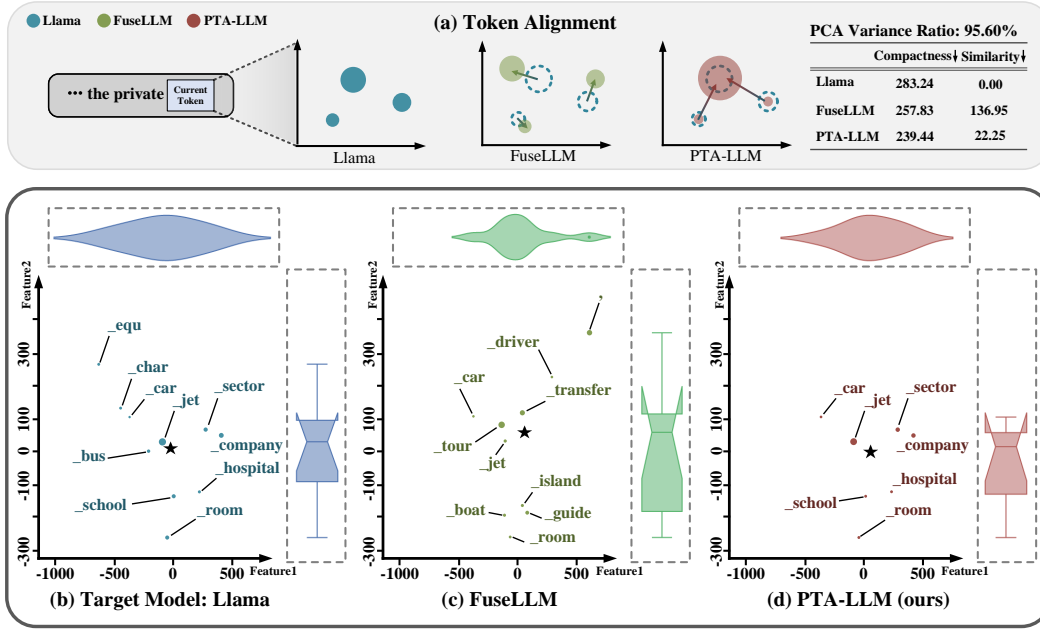 Llama FuseLLM PTA-LLM
(a) Token Alignment
··· the private Current Token
Llama
FuseLLM
PTA-LLM
PCA Variance Ratio: 95.60%
Compactness↓ Similarity↓
Llama 283.24 0.00
FuseLLM 257.83 136.95
PTA-LLM 239.44 22.25
Feature2
300
100
0
-100
-300
_equ
_char
_car
_jet
_sector
_company
_bus
_hospital
_school
_room
-1000 -500 0 500
Feature1
(b) Target Model: Llama
Feature2
300
100
0
-100
-300
,
_driver
_car
_transfer
_tour
_jet
_island
_boat
_guide
_room
-1000 -500 0 500
Feature1
(c) FuseLLM
Feature2
300
100
0
-100
-300
_car
_jet
_sector
_company
_hospital
_school
_room
-1000 -500 0 500
Feature1
(d) PTA-LLM (ours)